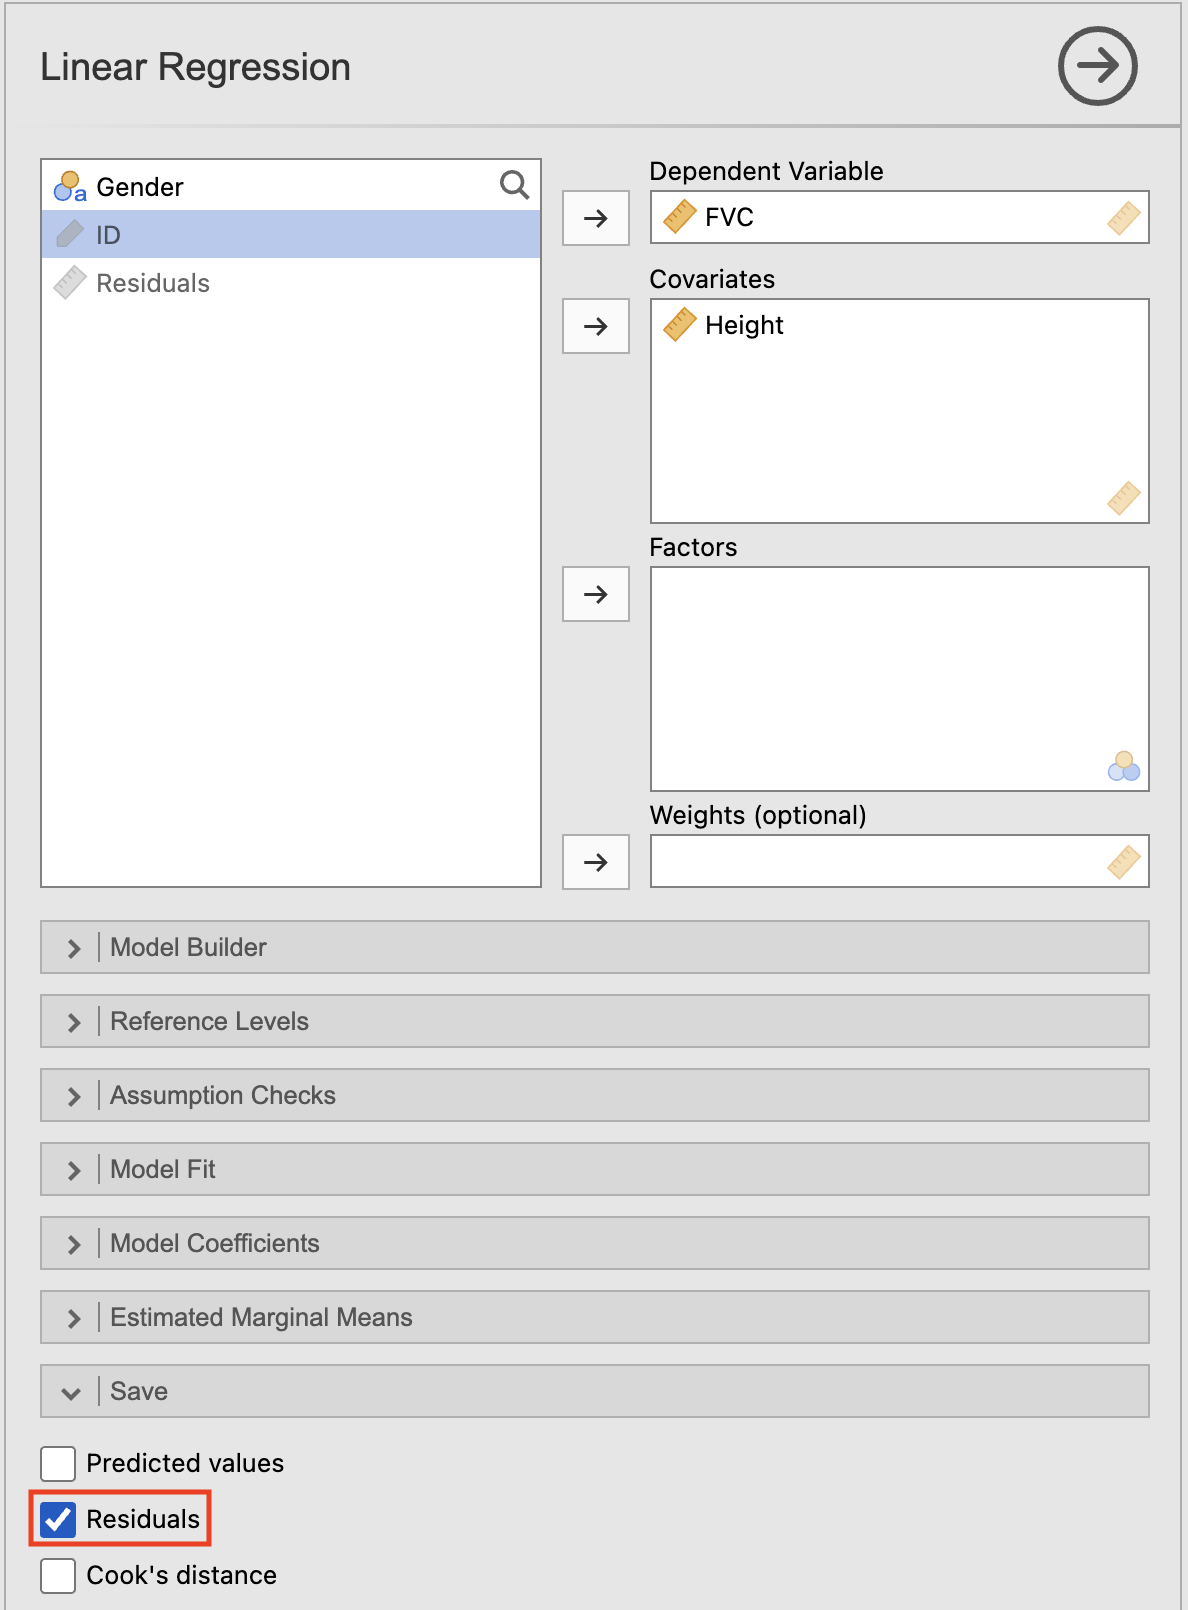 Linear Regression
Gender
ID
Residuals
Dependent Variable
FVC
Covariates
Height
Factors
Weights (optional)
Model Builder
Reference Levels
Assumption Checks
Model Fit
Model Coefficients
Estimated Marginal Means
Save
Predicted values
Residuals
Cook's distance